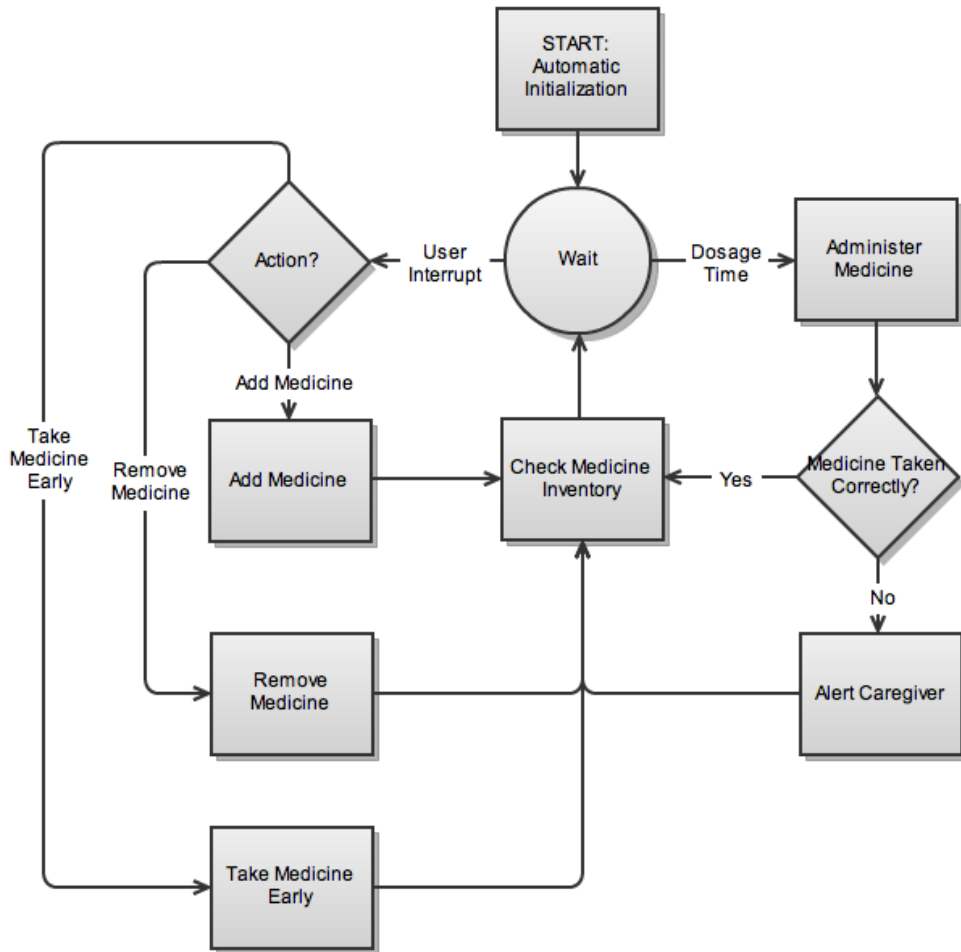 START:
Automatic
Initialization
Action?
User
Interrupt
Wait
Dosage
Time
Administer
Medicine
Add Medicine
Take
Medicine
Early
Remove
Medicine
Add Medicine
Check Medicine
Inventory
Yes
Medicine Taken
Correctly?
No
Remove
Medicine
Alert Caregiver
Take Medicine
Early